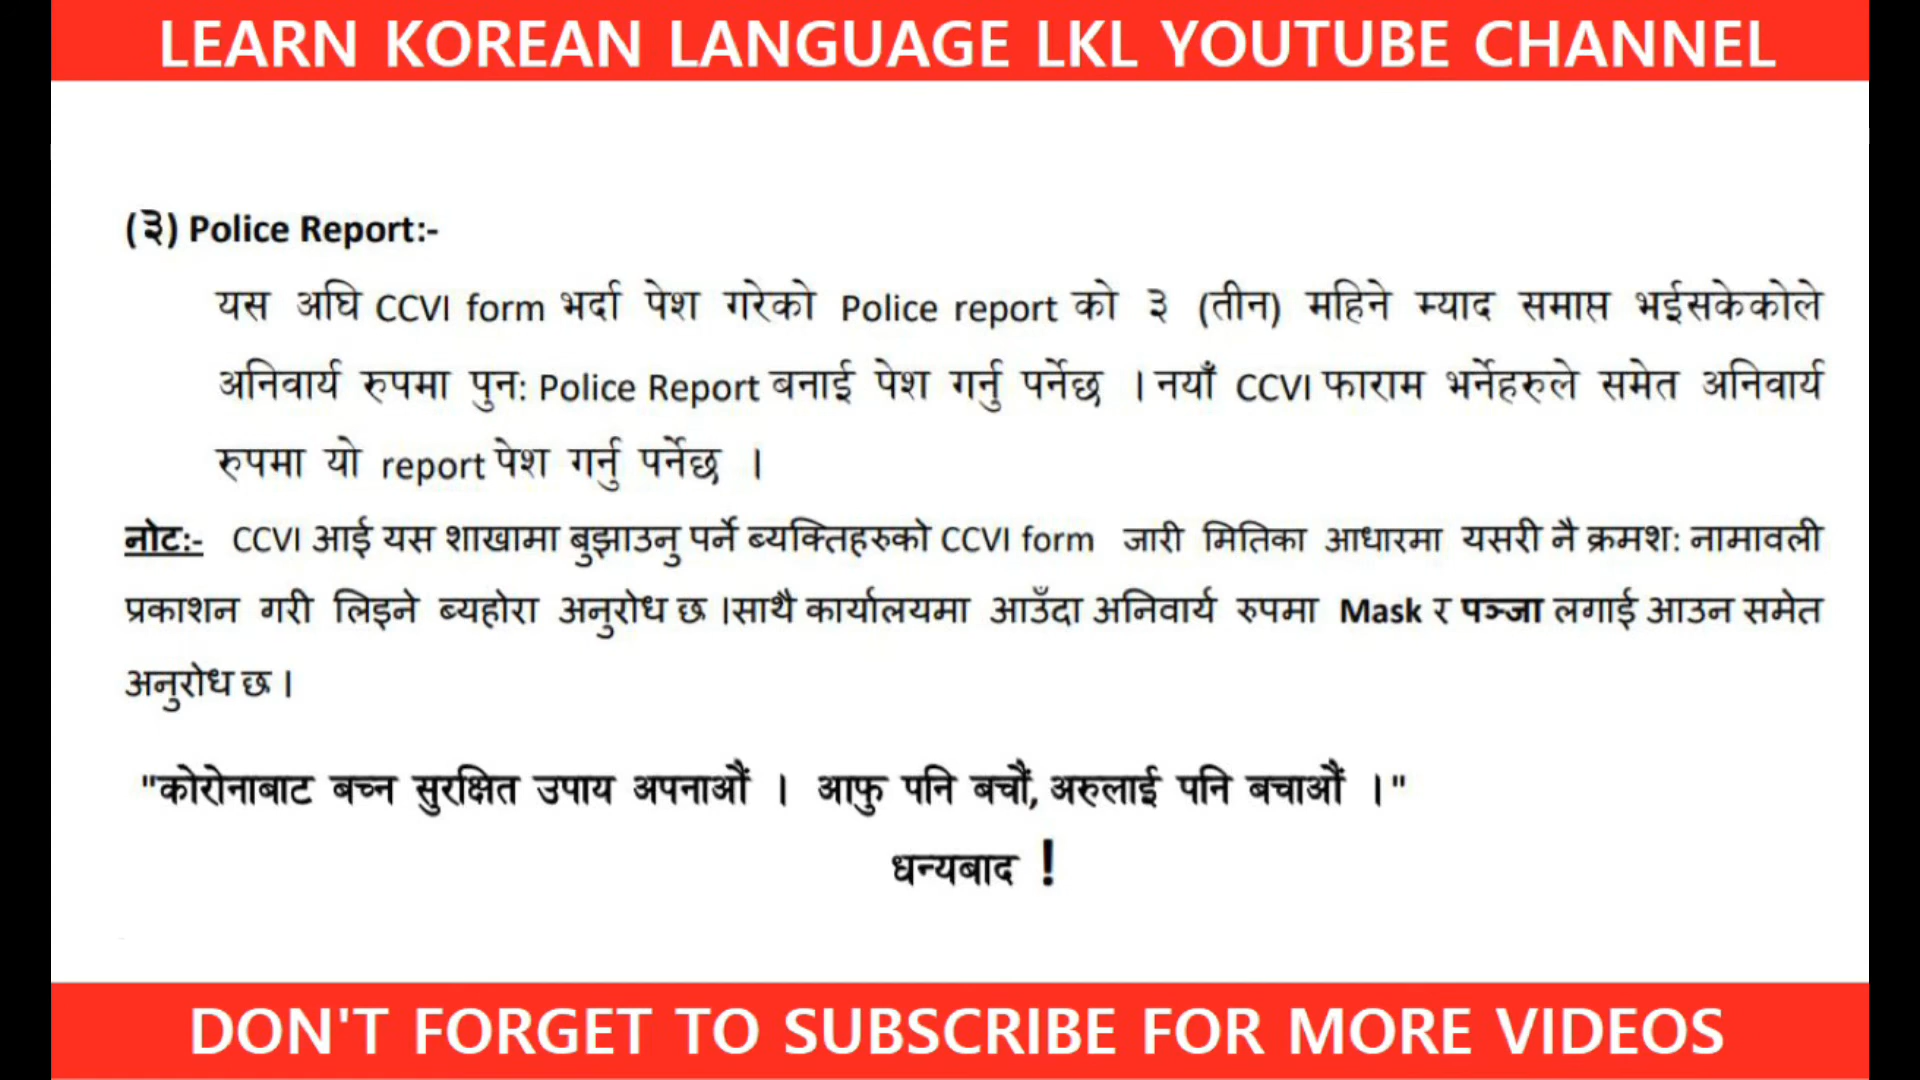 LEARN KOREAN LANGUAGE LKL YOUTUBE CHANNEL
(३) Police Report:-
यस अघि CCVI form भर्दा पेश गरेको Police report को ३ (तीन) महिने म्याद समाप्त भईसकेकोले
अनिवार्य रुपमा पुन: Police Report बनाई पेश गर्नु पर्नेछ । नयाँ CCVI फाराम भर्नेहरुले समेत अनिवार्य
रुपमा यो report पेश गर्नु पर्नेछ ।
नोट:- CCVI आई यस शाखामा बुझाउनु पर्ने ब्यक्तिहरुको CCVI form जारी मितिका आधारमा यसरी नै क्रमश: नामावली
प्रकाशन गरी लिइने ब्यहोरा अनुरोध छ ।साथै कार्यालयमा आउँदा अनिवार्य रुपमा Mask र पञ्जा लगाई आउन समेत
अनुरोध छ ।
"कोरोनाबाट बच्न सुरक्षित उपाय अपनाऔं । आफु पनि बचौं, अरुलाई पनि बचाऔं ।"
धन्यबाद !
DON'T FORGET TO SUBSCRIBE FOR MORE VIDEOS